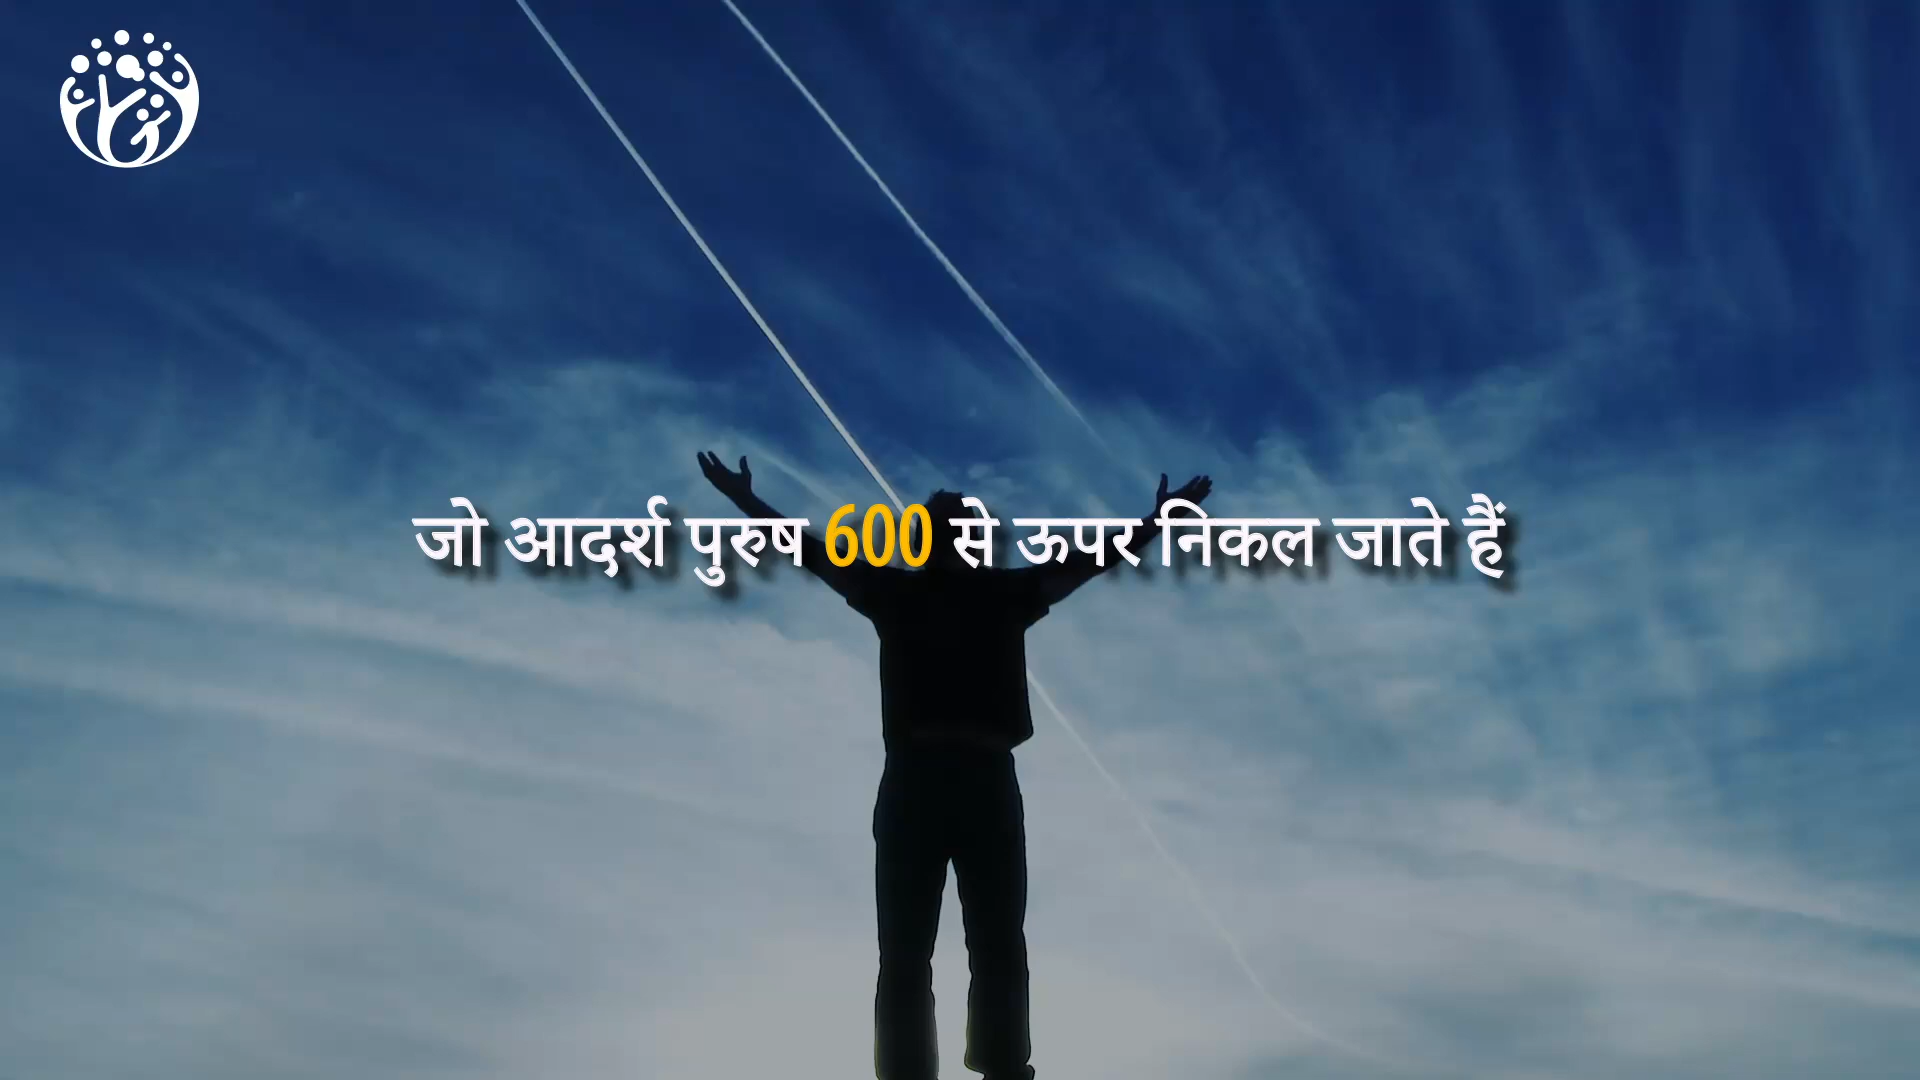 जो आदर्श पुरुष 600 से ऊपर निकल जाते हैं